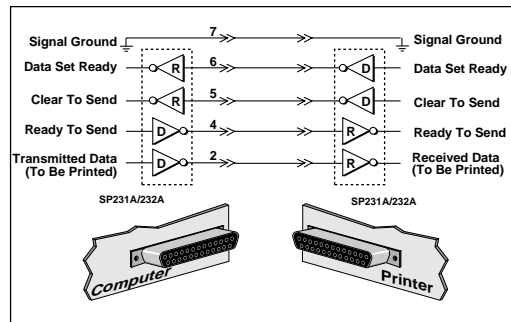 Signal Ground 7 Signal Ground
Data Set Ready R 6 D Data Set Ready
Clear To Send R 5 D Clear To Send
Ready To Send D 4 R Ready To Send
Transmitted Data D 2 R Received Data
(To Be Printed) (To Be Printed)
SP231A/232A SP231A/232A
Computer Printer